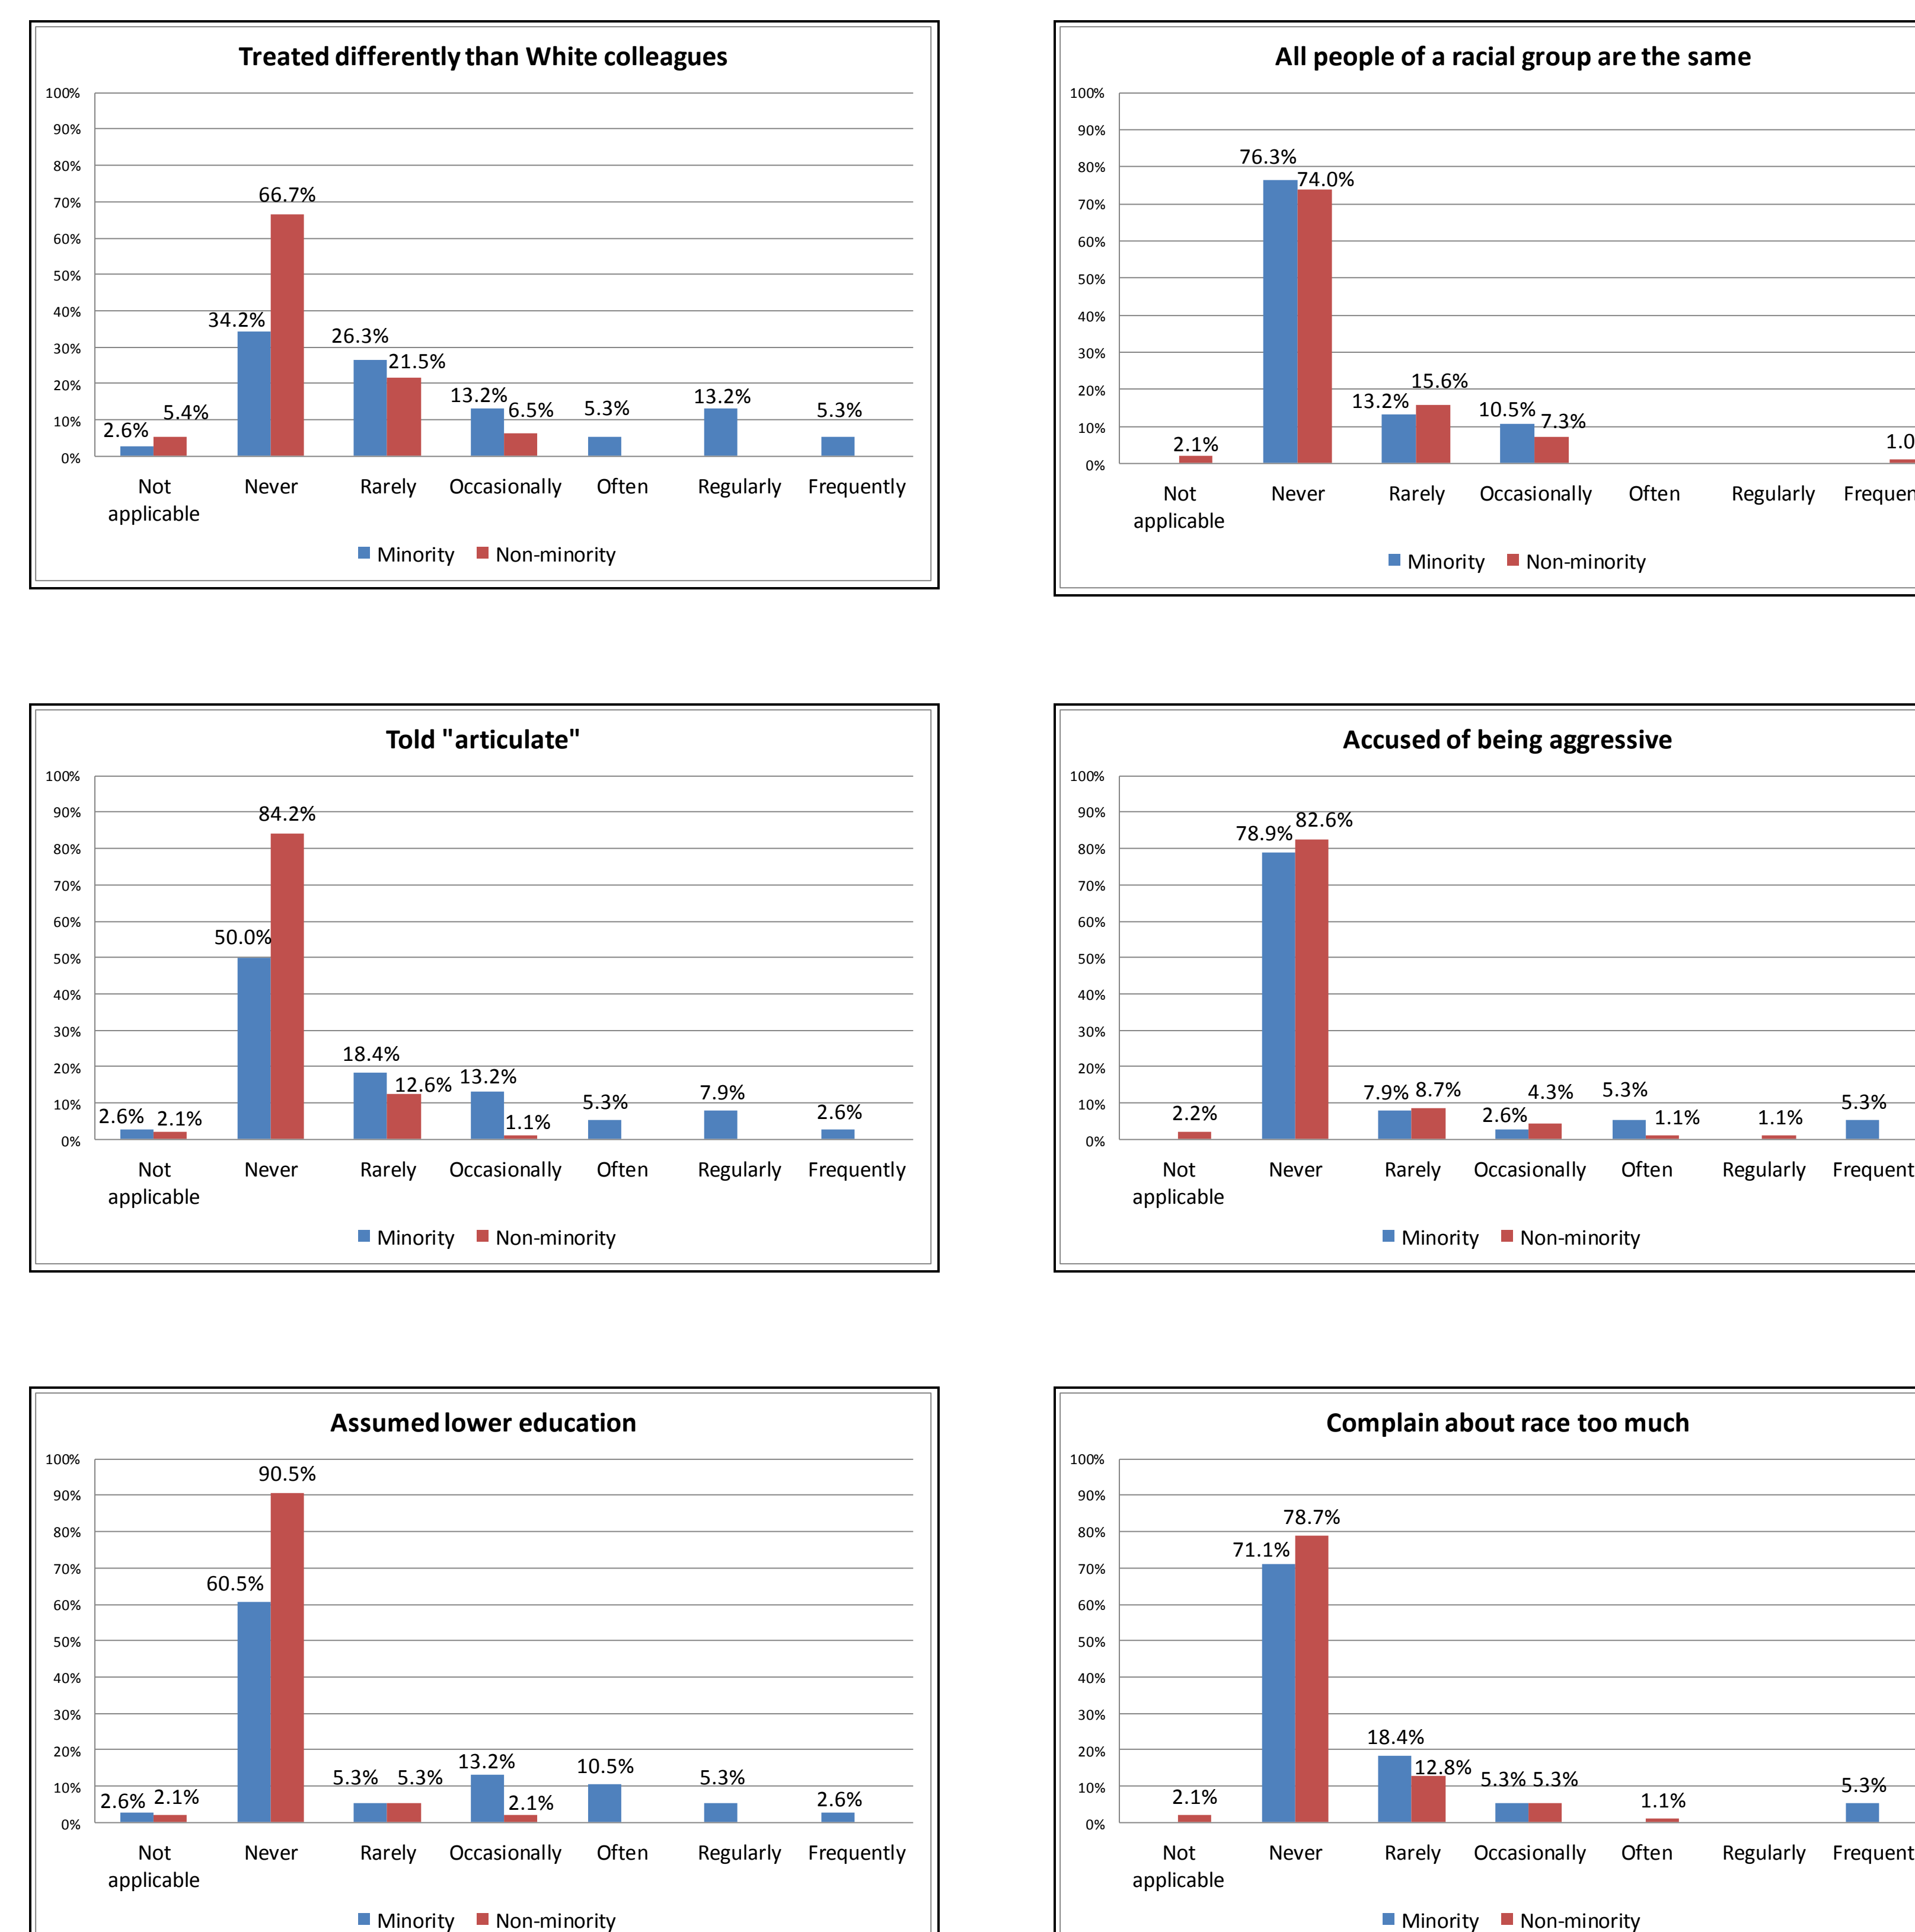 Treated differently than White colleagues
100%
90%
80%
70%
60%
50%
40%
30%
20%
10%
0%
2.6%
5.4%
34.2%
66.7%
26.3%
21.5%
13.2%
6.5%
5.3%
13.2%
5.3%
Not applicable
Never
Rarely
Occasionally
Often
Regularly
Frequently
Minority
Non-minority
All people of a racial group are the same
100%
90%
80%
70%
60%
50%
40%
30%
20%
10%
0%
2.1%
76.3%
74.0%
13.2%
15.6%
10.5%
7.3%
1.0
Not applicable
Never
Rarely
Occasionally
Often
Regularly
Frequen
Minority
Non-minority
Told "articulate"
100%
90%
80%
70%
60%
50%
40%
30%
20%
10%
0%
2.6%
2.1%
50.0%
84.2%
18.4%
12.6%
13.2%
1.1%
5.3%
7.9%
2.6%
Not applicable
Never
Rarely
Occasionally
Often
Regularly
Frequently
Minority
Non-minority
Accused of being aggressive
100%
90%
80%
70%
60%
50%
40%
30%
20%
10%
0%
2.2%
78.9%
82.6%
7.9%
8.7%
2.6%
4.3%
5.3%
1.1%
1.1%
5.3%
Not applicable
Never
Rarely
Occasionally
Often
Regularly
Frequent
Minority
Non-minority
Assumed lower education
100%
90%
80%
70%
60%
50%
40%
30%
20%
10%
0%
2.6%
2.1%
60.5%
90.5%
5.3%
5.3%
13.2%
2.1%
10.5%
5.3%
2.6%
Not applicable
Never
Rarely
Occasionally
Often
Regularly
Frequently
Minority
Non-minority
Complain about race too much
100%
90%
80%
70%
60%
50%
40%
30%
20%
10%
0%
2.1%
71.1%
78.7%
18.4%
12.8%
5.3%
5.3%
1.1%
5.3%
Not applicable
Never
Rarely
Occasionally
Often
Regularly
Frequent
Minority
Non-minority